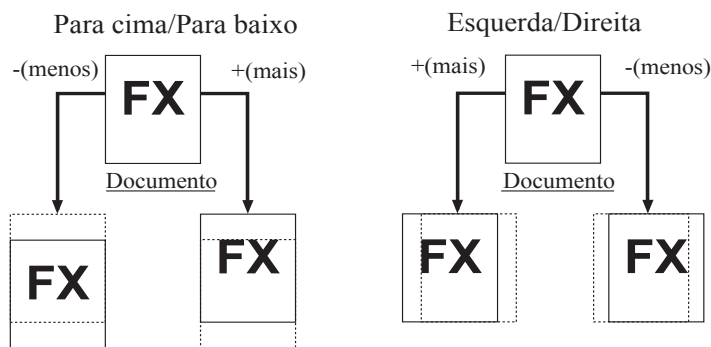 Para cima/Para baixo
-(menos)
FX
+(mais)
Documento
FX
FX
Esquerda/Direita
+(mais)
FX
-(menos)
Documento
FX
FX